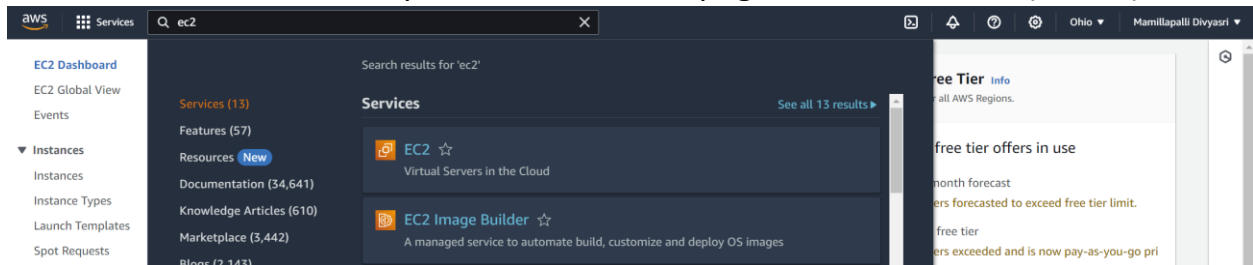 aws Services ec2 Ohio ▼ Mamillapalli Divyasri ▼
EC2 Dashboard
EC2 Global View
Events
▼ Instances
Instances
Instance Types
Launch Templates
Spot Requests
Search results for 'ec2'
Services (13)
Features (57)
Resources New
Documentation (34,641)
Knowledge Articles (610)
Marketplace (3,442)
Blogs (2,143)
Services See all 13 results ▶
EC2 ☆
Virtual Servers in the Cloud
EC2 Image Builder ☆
A managed service to automate build, customize and deploy OS images
ree Tier Info
all AWS Regions.
free tier offers in use
month forecast
ers forecasted to exceed free tier limit.
free tier
ers exceeded and is now pay-as-you-go pri